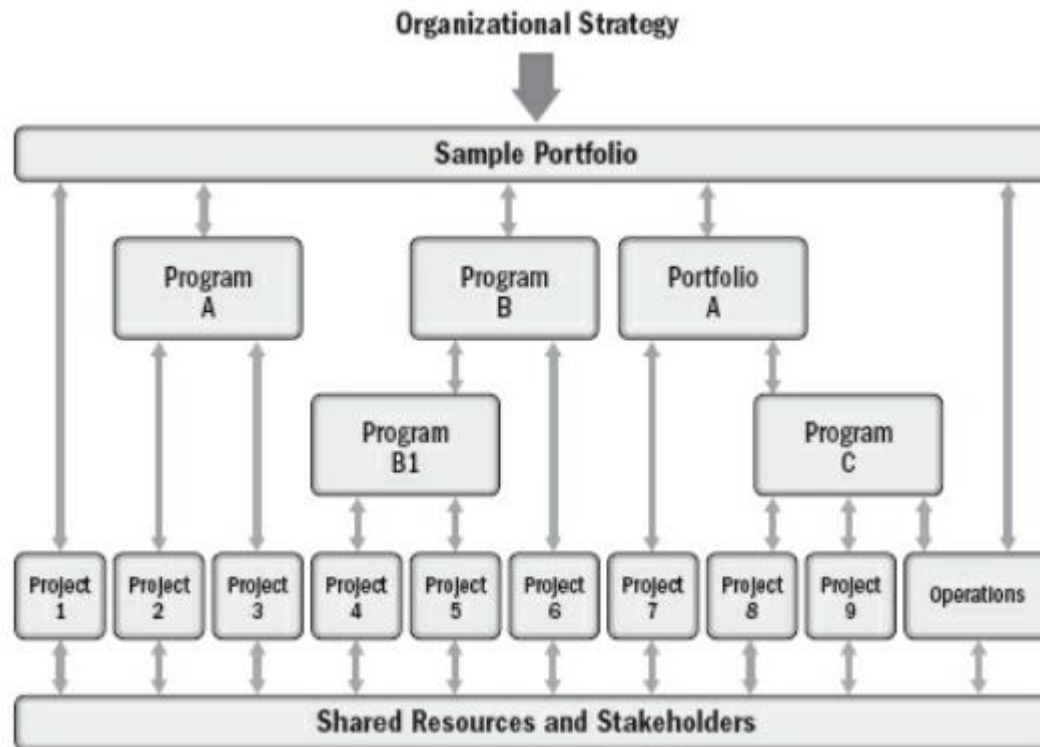 Organizational Strategy
Sample Portfolio
Program
A
Program
B
Portfolio
A
Program
B1
Program
C
Project
1
Project
2
Project
3
Project
4
Project
5
Project
6
Project
7
Project
8
Project
9
Operations
Shared Resources and Stakeholders